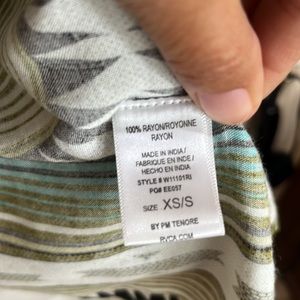 100% RAYON/ROYONNE
RAYON
MADE IN INDIA/
FABRIQUE EN INDE/
HECHO EN INDIA
STYLE # W11101RI
PO# EE057
SIZE XS/S
BY PM TENORE
RVCA.COM